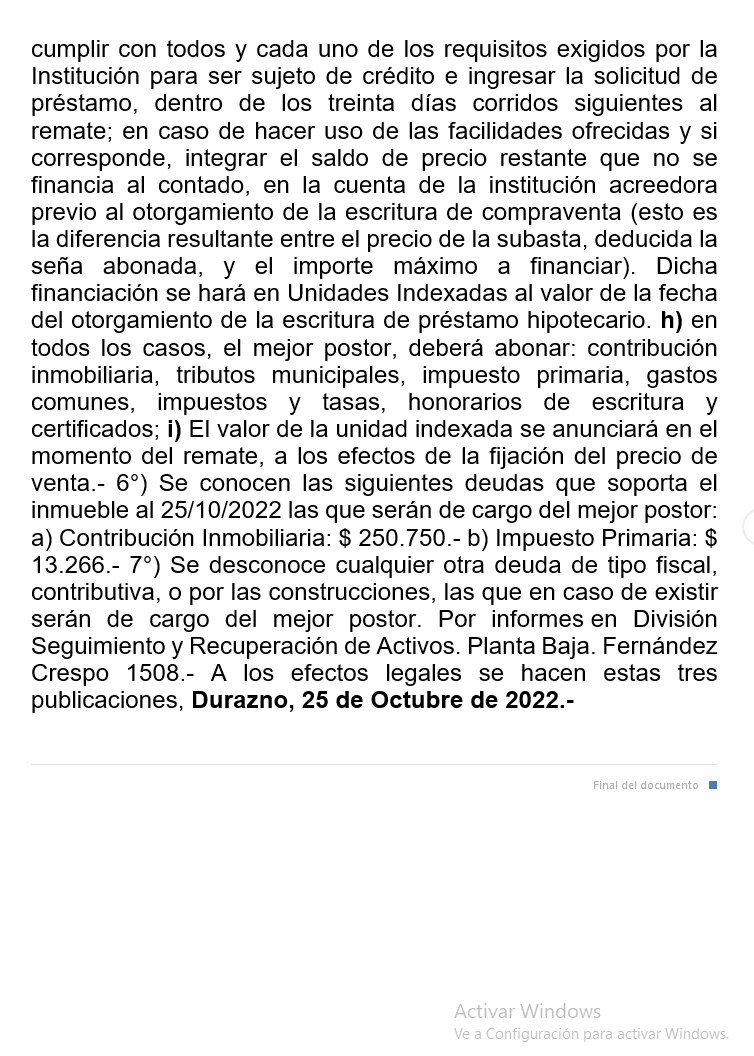 cumplir con todos y cada uno de los requisitos exigidos por la
Institución para ser sujeto de crédito e ingresar la solicitud de
préstamo, dentro de los treinta días corridos siguientes al
remate; en caso de hacer uso de las facilidades ofrecidas y si
corresponde, integrar el saldo de precio restante que no se
financia al contado, en la cuenta de la institución acreedora
previo al otorgamiento de la escritura de compraventa (esto es
la diferencia resultante entre el precio de la subasta, deducida la
seña abonada, y el importe máximo a financiar). Dicha
financiación se hará en Unidades Indexadas al valor de la fecha
del otorgamiento de la escritura de préstamo hipotecario. h) en
todos los casos, el mejor postor, deberá abonar: contribución
inmobiliaria, tributos municipales, impuesto primaria, gastos
comunes, impuestos y tasas, honorarios de escritura y
certificados; i) El valor de la unidad indexada se anunciará en el
momento del remate, a los efectos de la fijación del precio de
venta.- 6°) Se conocen las siguientes deudas que soporta el
inmueble al 25/10/2022 las que serán de cargo del mejor postor:
a) Contribución Inmobiliaria: $ 250.750.- b) Impuesto Primaria: $
13.266.- 7°) Se desconoce cualquier otra deuda de tipo fiscal,
contributiva, o por las construcciones, las que en caso de existir
serán de cargo del mejor postor. Por informes en División
Seguimiento y Recuperación de Activos. Planta Baja. Fernández
Crespo 1508.- A los efectos legales se hacen estas tres
publicaciones, Durazno, 25 de Octubre de 2022.-
Final del documento
Activar Windows
Ve a Configuración para activar Windows.